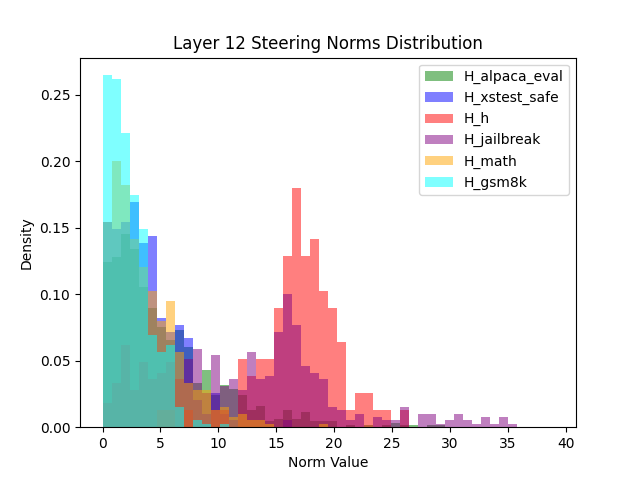 Layer 12 Steering Norms Distribution
H_alpaca_eval
H_xstest_safe
H_h
H_jailbreak
H_math
H_gsm8k
0.25
0.20
0.15
0.10
0.05
0.00
Density
0 5 10 15 20 25 30 35 40
Norm Value